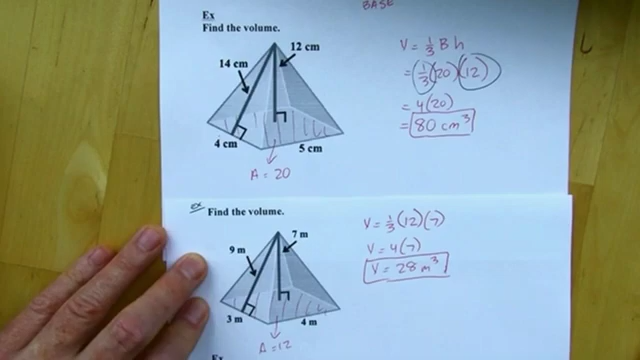 BASE
Ex
Find the volume.
14 cm
12 cm
4 cm
5 cm
A = 20
V = 1/3 B h
= (1/3)(20)(12)
= 4(20)
= 80 cm³
ex
Find the volume.
9 m
7 m
3 m
4 m
A = 12
V = 1/3 (12)(7)
V = 4(7)
V = 28 m³
Ex